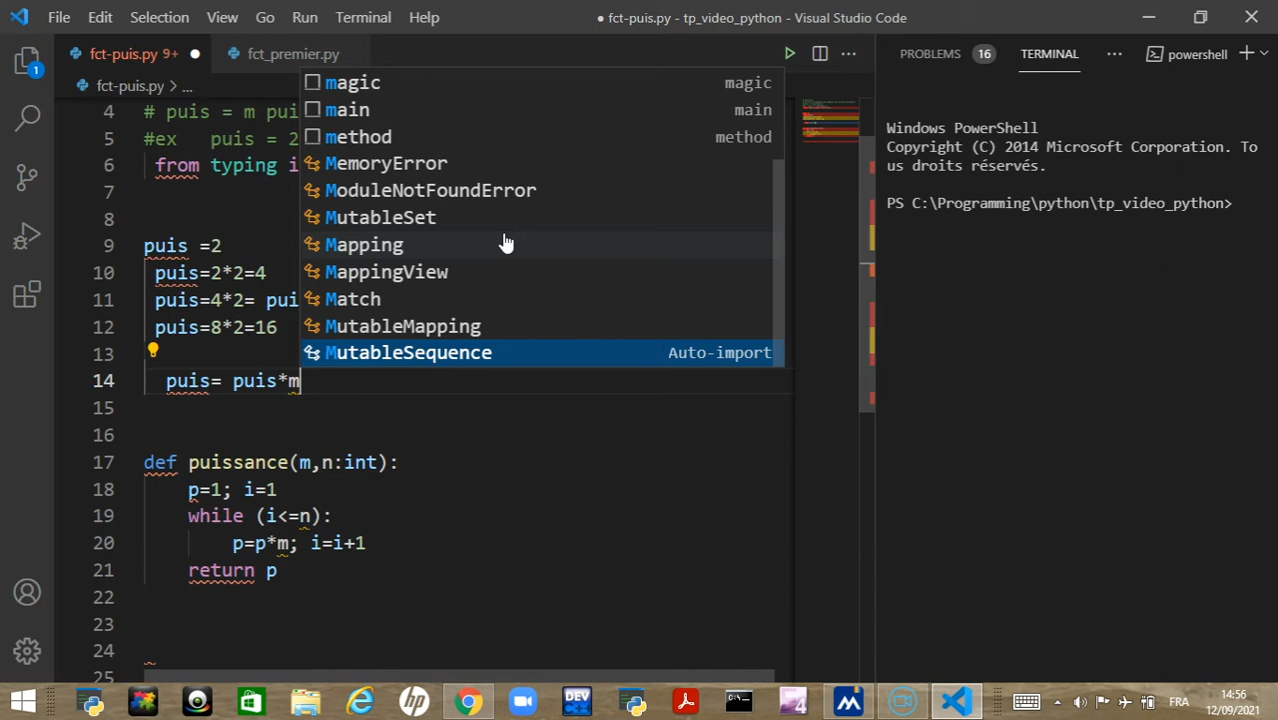 File Edit Selection View Go Run Terminal Help
● fct-puis.py - tp_video_python - Visual Studio Code
fct-puis.py 9+ ●
fct_premier.py
PROBLEMS 16 TERMINAL ··· powershell
1
fct-puis.py > ...
magic magic
main main
method method
MemoryError
ModuleNotFoundError
MutableSet
Mapping
MappingView
Match
MutableMapping
MutableSequence Auto-import
4 # puis = m pui
5 #ex puis = 2
6 from typing i
7
8
9 puis =2
10 puis=2*2=4
11 puis=4*2= pui
12 puis=8*2=16
13
14 puis= puis*m
15
16
17 def puissance(m,n:int):
18 p=1; i=1
19 while (i<=n):
20 p=p*m; i=i+1
21 return p
22
23
24
25
Windows PowerShell
Copyright (C) 2014 Microsoft Corporation. To
us droits réservés.
PS C:\Programming\python\tp_video_python>
hp
DEV
4
FRA
14:56
12/09/2021